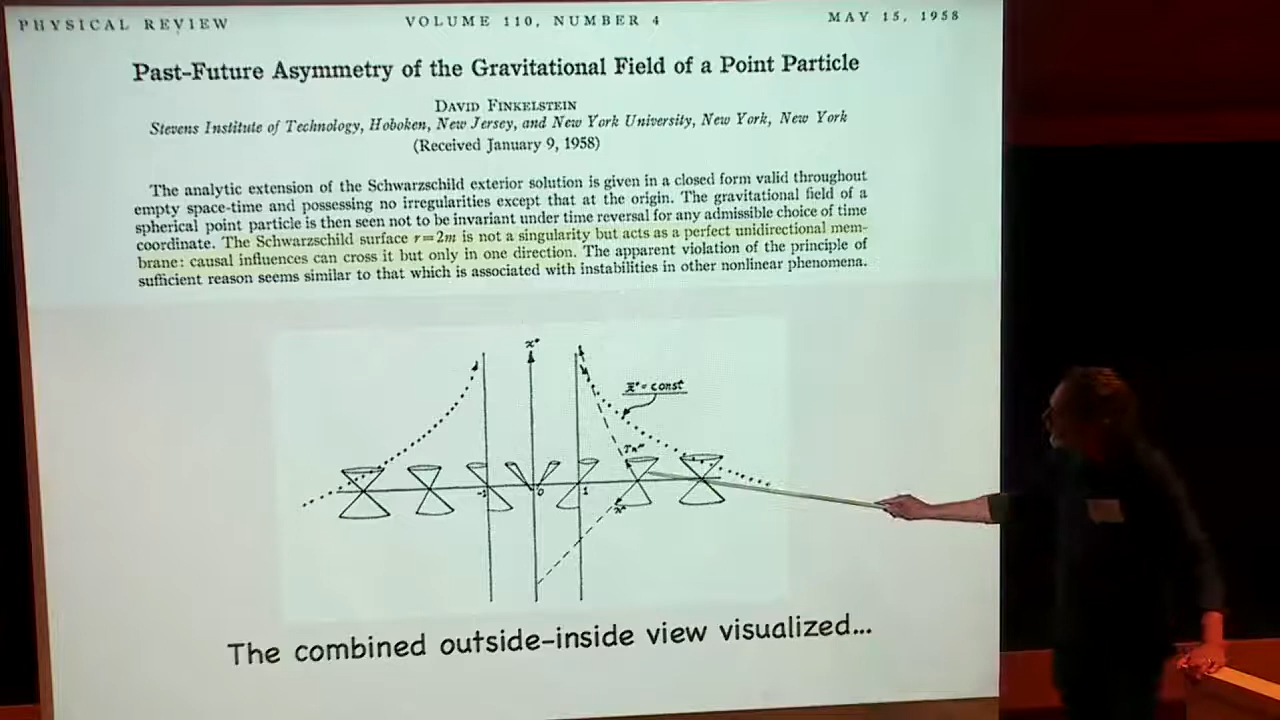 PHYSICAL REVIEW VOLUME 110, NUMBER 4 MAY 15, 1958
Past-Future Asymmetry of the Gravitational Field of a Point Particle
DAVID FINKELSTEIN
Stevens Institute of Technology, Hoboken, New Jersey, and New York University, New York, New York
(Received January 9, 1958)
The analytic extension of the Schwarzschild exterior solution is given in a closed form valid throughout
empty space-time and possessing no irregularities except that at the origin. The gravitational field of a
spherical point particle is then seen not to be invariant under time reversal for any admissible choice of time
coordinate. The Schwarzschild surface r=2m is not a singularity but acts as a perfect unidirectional mem-
brane: causal influences can cross it but only in one direction. The apparent violation of the principle of
sufficient reason seems similar to that which is associated with instabilities in other nonlinear phenomena.
= const
-1 0 1
The combined outside-inside view visualized...